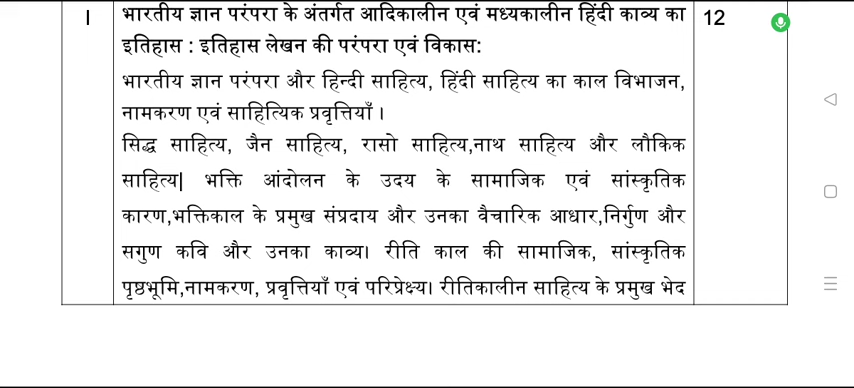 I
भारतीय ज्ञान परंपरा के अंतर्गत आदिकालीन एवं मध्यकालीन हिंदी काव्य का
12
इतिहास : इतिहास लेखन की परंपरा एवं विकास:
भारतीय ज्ञान परंपरा और हिन्दी साहित्य, हिंदी साहित्य का काल विभाजन,
नामकरण एवं साहित्यिक प्रवृत्तियाँ ।
सिद्ध साहित्य, जैन साहित्य, रासो साहित्य,नाथ साहित्य और लौकिक
साहित्य| भक्ति आंदोलन के उदय के सामाजिक एवं सांस्कृतिक
कारण,भक्तिकाल के प्रमुख संप्रदाय और उनका वैचारिक आधार,निर्गुण और
सगुण कवि और उनका काव्य। रीति काल की सामाजिक, सांस्कृतिक
पृष्ठभूमि,नामकरण, प्रवृत्तियाँ एवं परिप्रेक्ष्य। रीतिकालीन साहित्य के प्रमुख भेद